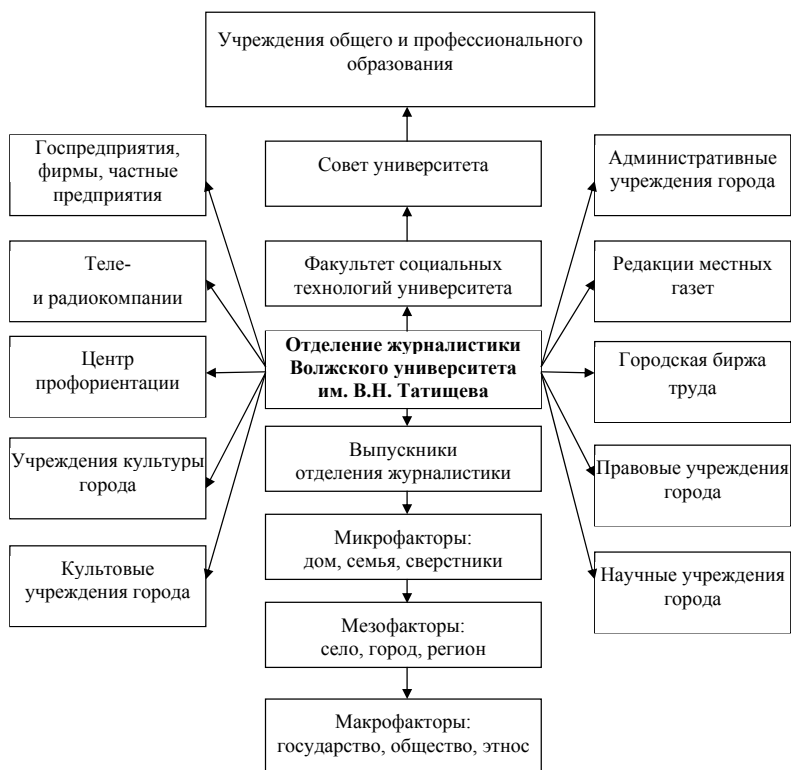 Учреждения общего и профессионального
образования
Госпредприятия,
фирмы, частные
предприятия
Совет университета
Административные
учреждения города
Теле-
и радиокомпании
Факультет социальных
технологий университета
Редакции местных
газет
Центр
профориентации
Отделение журналистики
Волжского университета
им. В.Н. Татищева
Городская биржа
труда
Учреждения культуры
города
Выпускники
отделения журналистики
Правовые учреждения
города
Культовые
учреждения города
Микрофакторы:
дом, семья, сверстники
Научные учреждения
города
Мезофакторы:
село, город, регион
Макрофакторы:
государство, общество, этнос